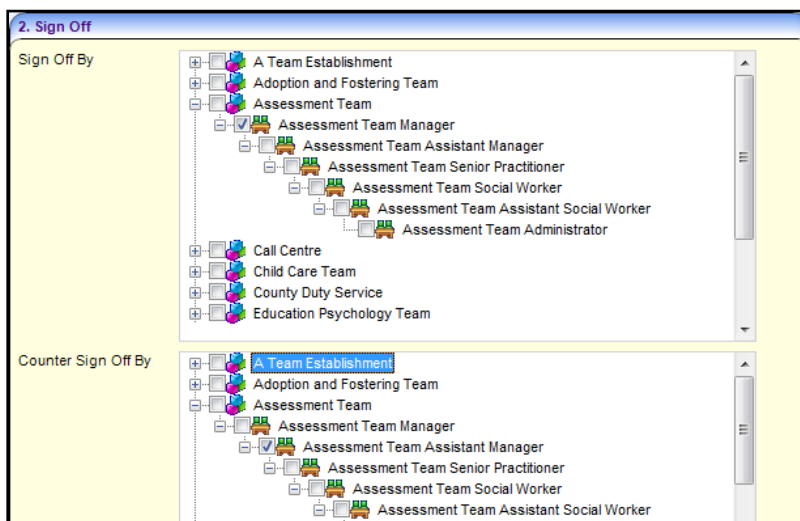 2. Sign Off
Sign Off By
A Team Establishment
Adoption and Fostering Team
Assessment Team
Assessment Team Manager
Assessment Team Assistant Manager
Assessment Team Senior Practitioner
Assessment Team Social Worker
Assessment Team Assistant Social Worker
Assessment Team Administrator
Call Centre
Child Care Team
County Duty Service
Education Psychology Team
Counter Sign Off By
A Team Establishment
Adoption and Fostering Team
Assessment Team
Assessment Team Manager
Assessment Team Assistant Manager
Assessment Team Senior Practitioner
Assessment Team Social Worker
Assessment Team Assistant Social Worker